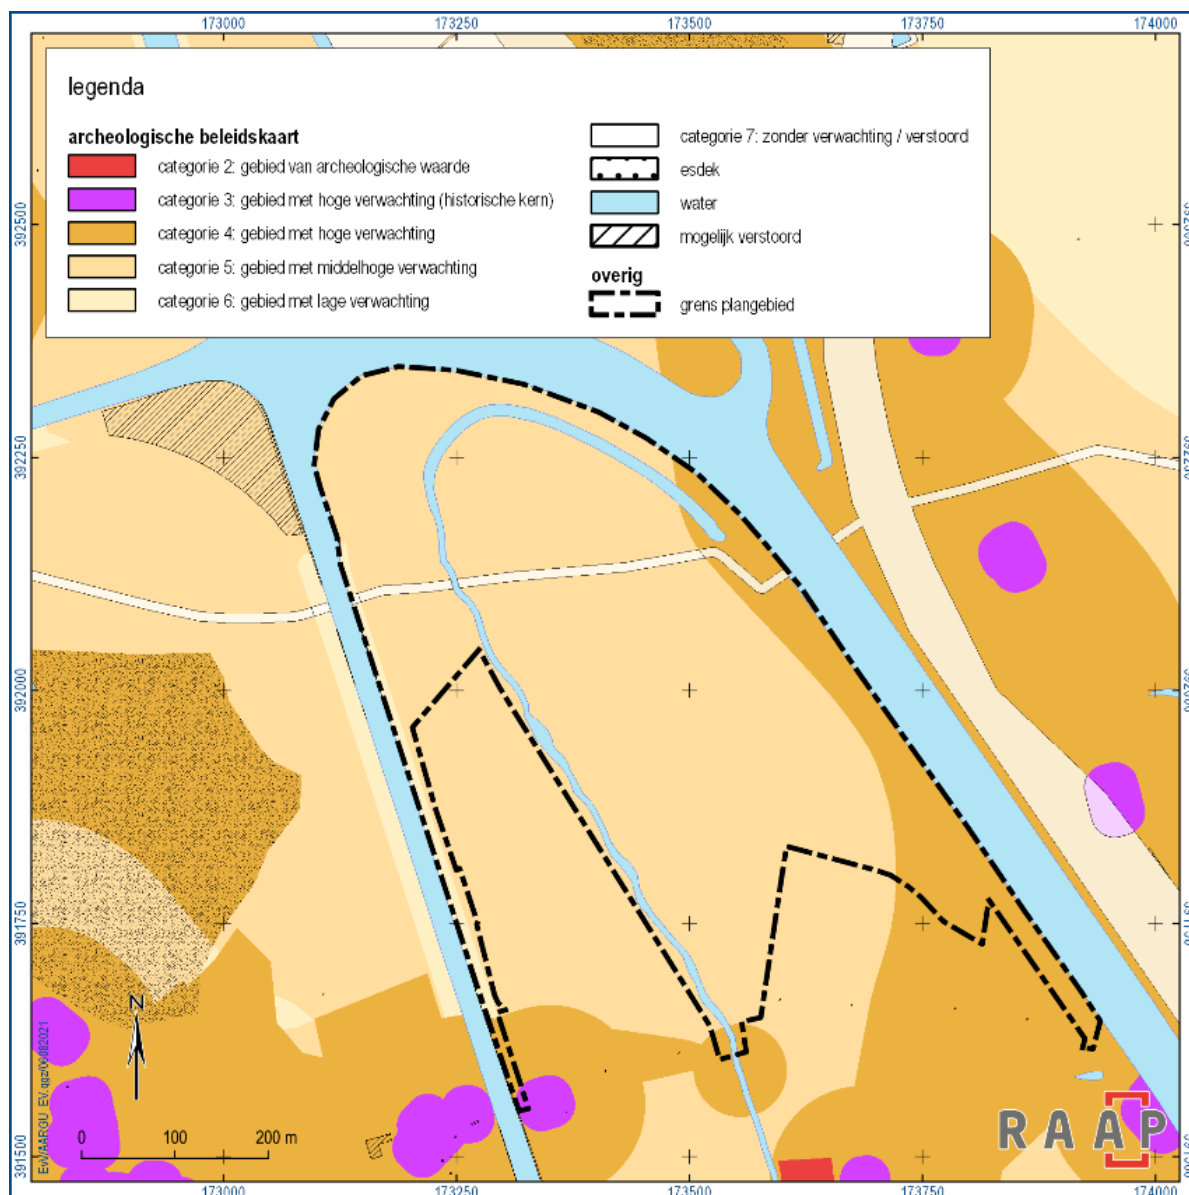 173000 173250 173500 173750 174000
legenda
archeologische beleidskaart
categorie 2: gebied van archeologische waarde
categorie 3: gebied met hoge verwachting (historische kern)
categorie 4: gebied met hoge verwachting
categorie 5: gebied met middelhoge verwachting
categorie 6: gebied met lage verwachting
categorie 7: zonder verwachting / verstoord
esdek
water
mogelijk verstoord
overig
grens plangebied
392500
392250
392000
391750
391500
N
0 100 200 m
RAAP
173000 173250 173500 173750 174000